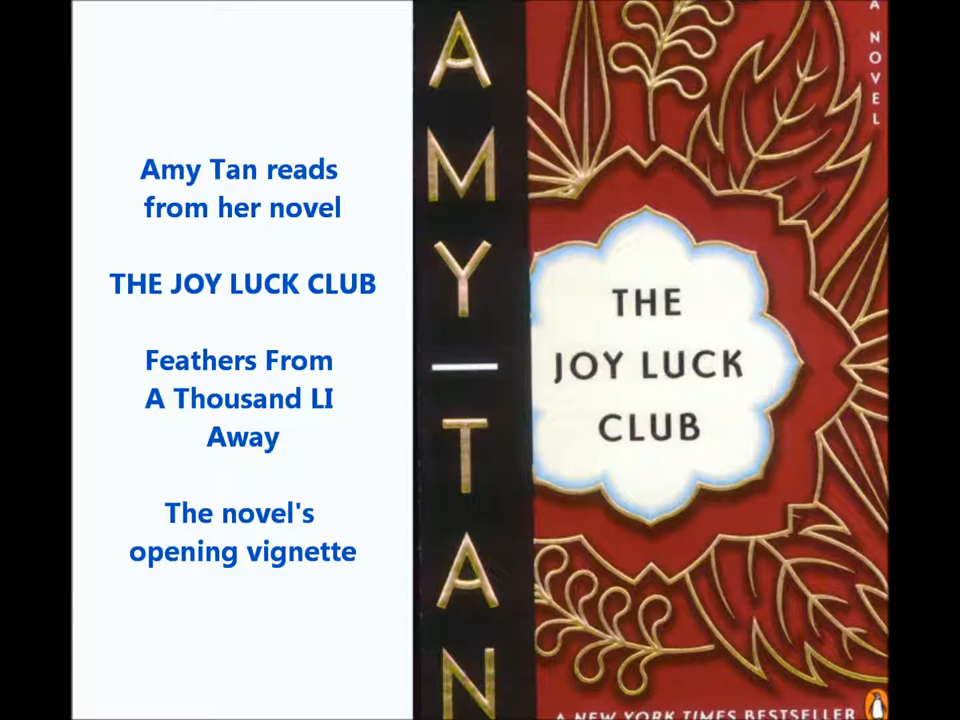 Amy Tan reads
from her novel
THE JOY LUCK CLUB
Feathers From
A Thousand LI
Away
The novel's
opening vignette
AMY TAN
A NOVEL
THE
JOY LUCK
CLUB
A NEW YORK TIMES BESTSELLER